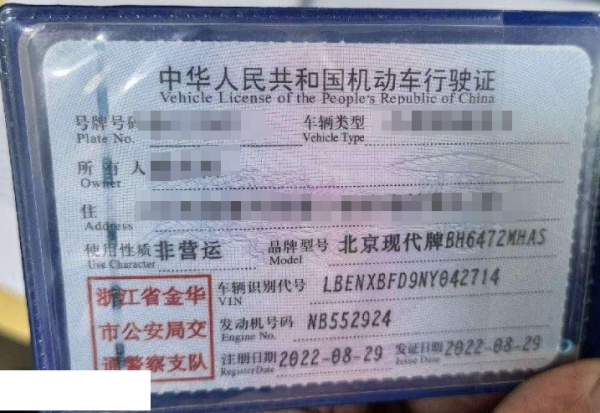 中华人民共和国机动车行驶证
Vehicle License of the People's Republic of China
号牌号码 车辆类型
Plate No. Vehicle Type
所有人
Owner
住
Address
使用性质 非营运 品牌型号 北京现代牌BH6472MHAS
Use Character Model
车辆识别代号 LBENXBFD9NY042714
VIN
发动机号码 NB552924
Engine No.
注册日期 2022-08-29 发证日期 2022-08-29
Register Date Issue Date
浙江省金华
市公安局交
通警察支队